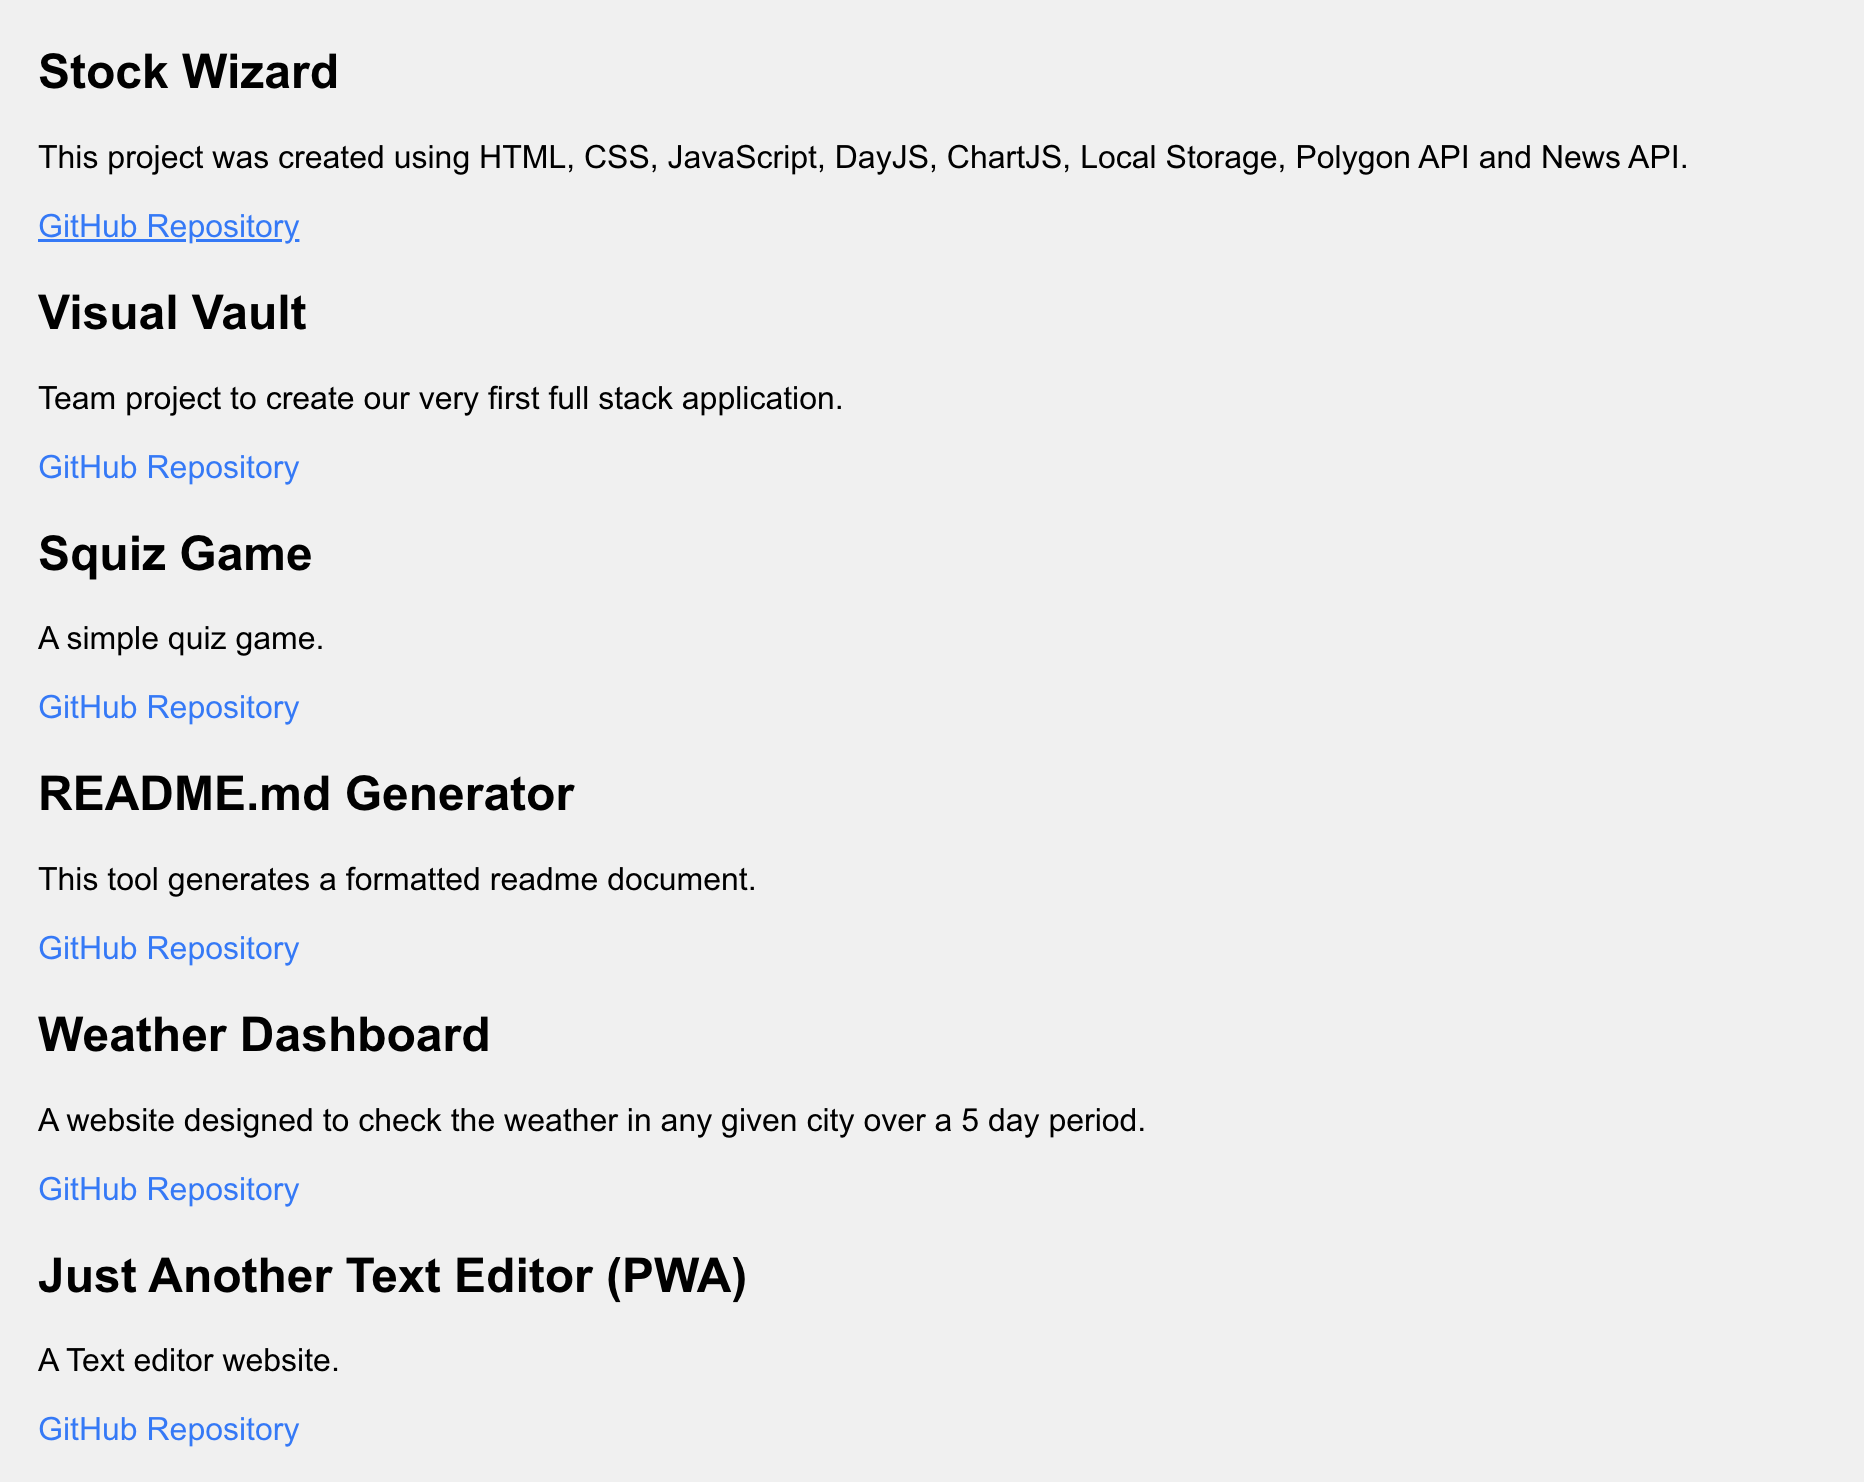 Stock Wizard
This project was created using HTML, CSS, JavaScript, DayJS, ChartJS, Local Storage, Polygon API and News API.
GitHub Repository
Visual Vault
Team project to create our very first full stack application.
GitHub Repository
Squiz Game
A simple quiz game.
GitHub Repository
README.md Generator
This tool generates a formatted readme document.
GitHub Repository
Weather Dashboard
A website designed to check the weather in any given city over a 5 day period.
GitHub Repository
Just Another Text Editor (PWA)
A Text editor website.
GitHub Repository